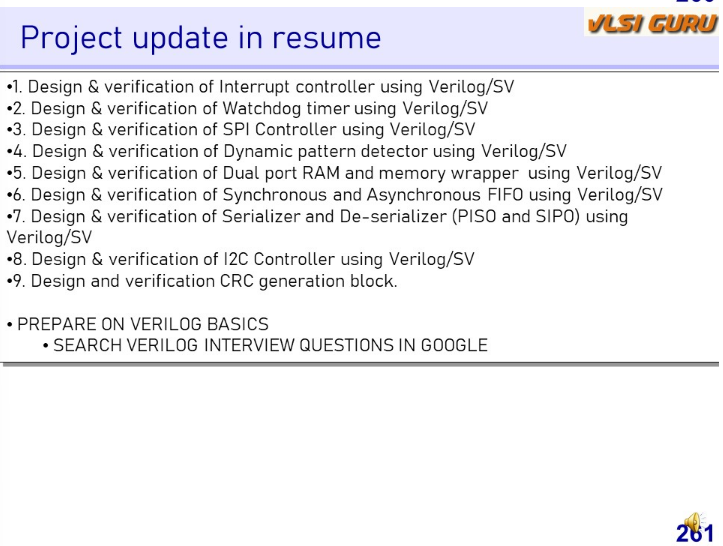 Project update in resume
VLSI GURU
•1. Design & verification of Interrupt controller using Verilog/SV
•2. Design & verification of Watchdog timer using Verilog/SV
•3. Design & verification of SPI Controller using Verilog/SV
•4. Design & verification of Dynamic pattern detector using Verilog/SV
•5. Design & verification of Dual port RAM and memory wrapper using Verilog/SV
•6. Design & verification of Synchronous and Asynchronous FIFO using Verilog/SV
•7. Design & verification of Serializer and De-serializer (PISO and SIPO) using
Verilog/SV
•8. Design & verification of I2C Controller using Verilog/SV
•9. Design and verification CRC generation block.
• PREPARE ON VERILOG BASICS
• SEARCH VERILOG INTERVIEW QUESTIONS IN GOOGLE
261